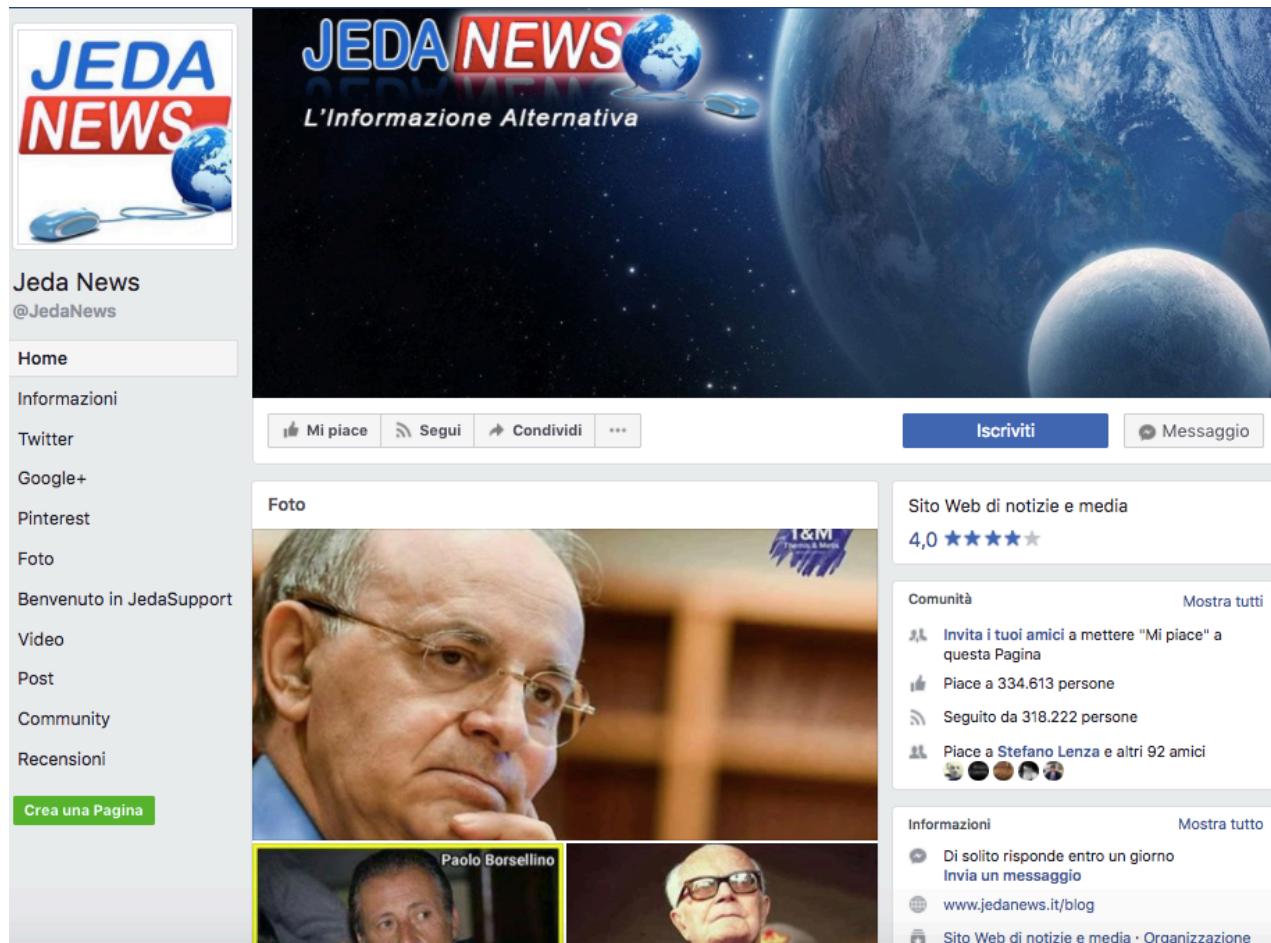 JEDA
NEWS
Jeda News
@JedaNews
Home
Informazioni
Twitter
Google+
Pinterest
Foto
Benvenuto in JedaSupport
Video
Post
Community
Recensioni
Crea una Pagina
JEDA NEWS
L'Informazione Alternativa
Mi piace
Segui
Condividi
...
Iscriviti
Messaggio
Foto
T&M
Themis & Metis
Paolo Borsellino
Sito Web di notizie e media
4,0
Comunità
Mostra tutti
Invita i tuoi amici a mettere "Mi piace" a
questa Pagina
Piace a 334.613 persone
Seguito da 318.222 persone
Piace a Stefano Lenza e altri 92 amici
Informazioni
Mostra tutto
Di solito risponde entro un giorno
Invia un messaggio
www.jedanews.it/blog
Sito Web di notizie e media · Organizzazione